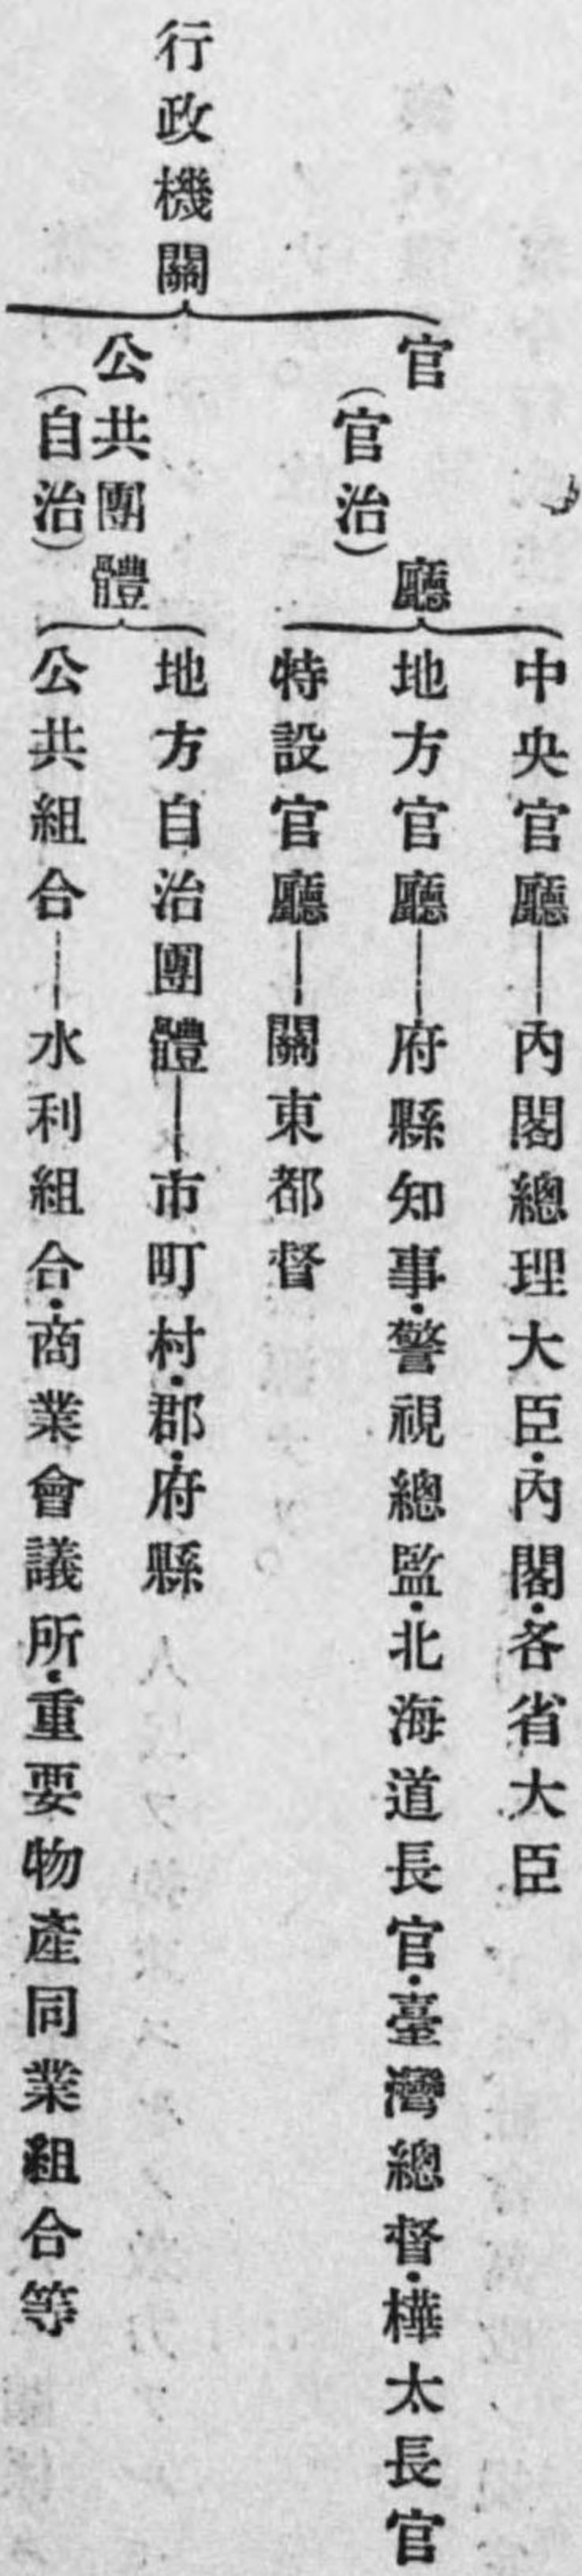 行政機關
官廳
（官治）
中央官廳―內閣總理大臣・內閣・各省大臣
地方官廳―府縣知事・警視總監・北海道長官・臺灣總督・樺太長官
特設官廳―關東都督
公共團體
（自治）
地方自治團體―市町村・郡・府縣
公共組合―水利組合・商業會議所・重要物產同業組合等